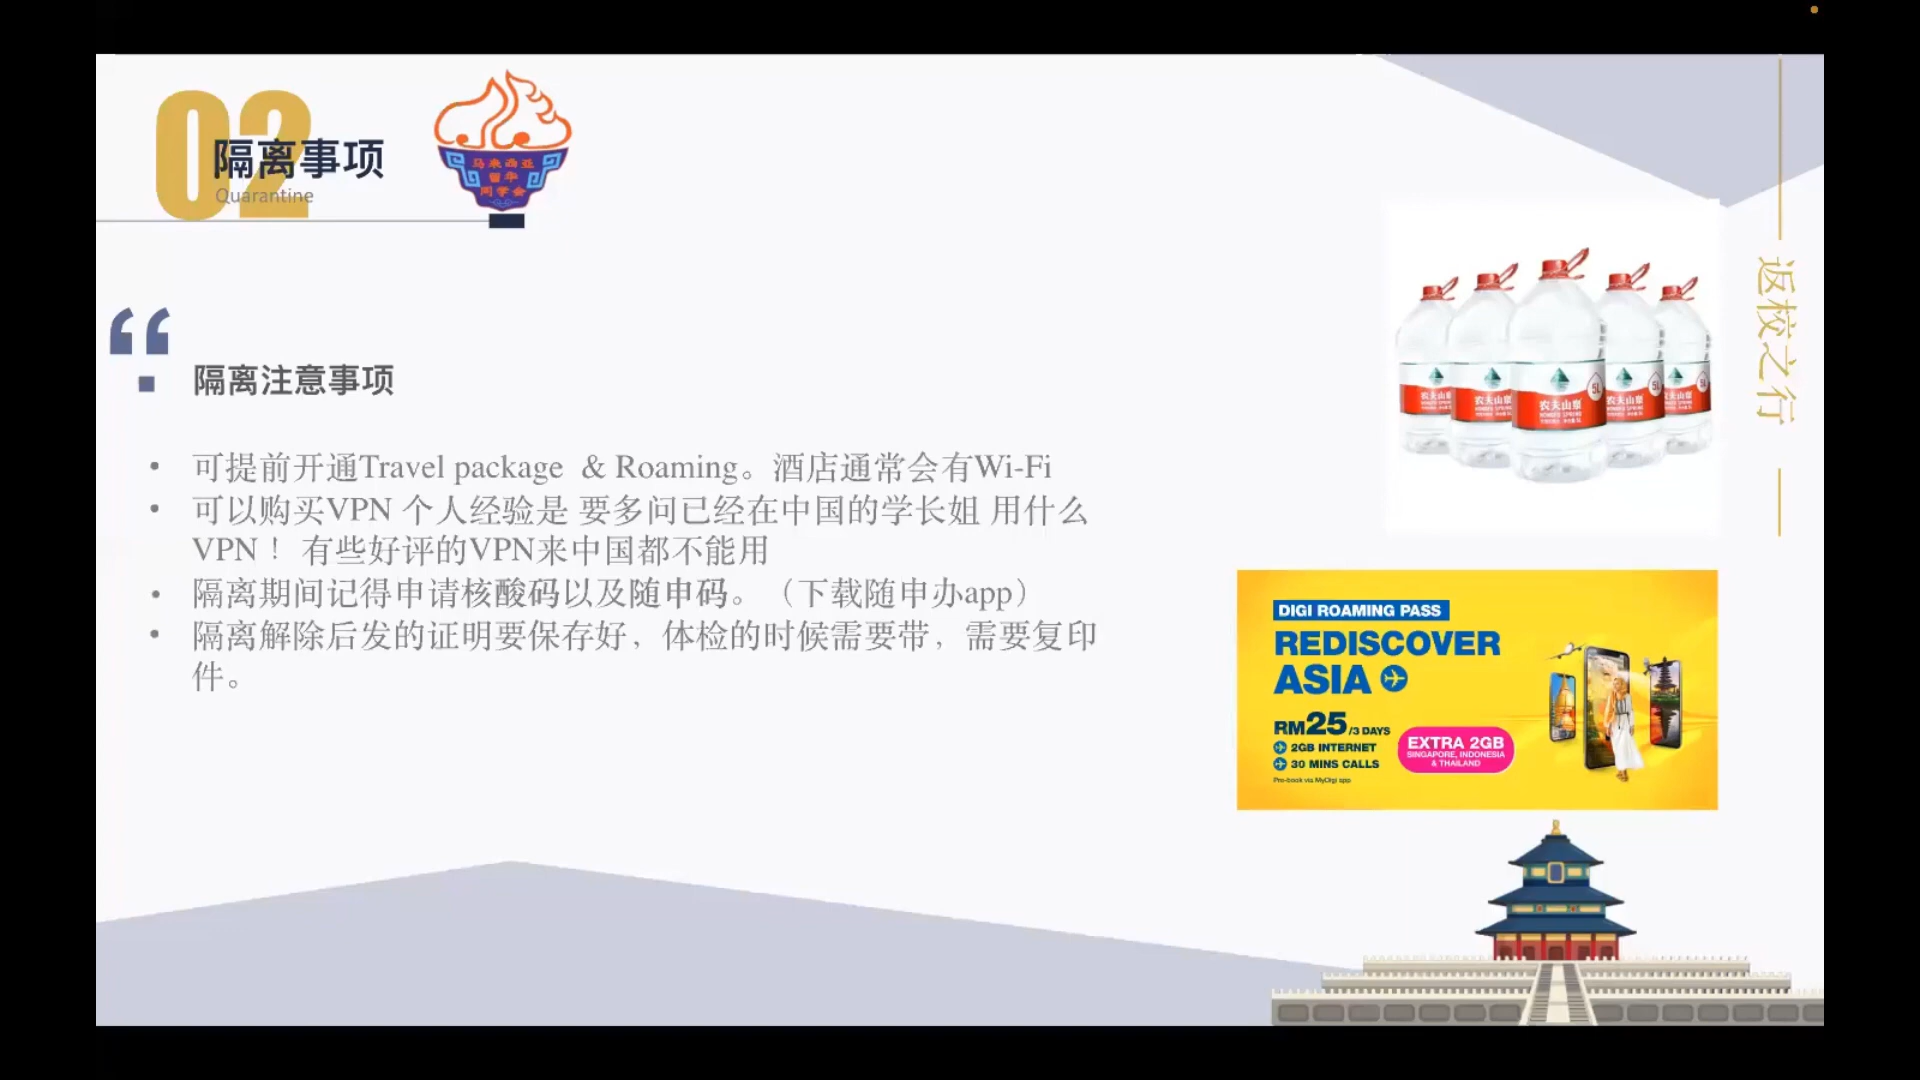 02
隔离事项
Quarantine
马来西亚
留华
同学会
返校之行
隔离注意事项
• 可提前开通Travel package & Roaming。酒店通常会有Wi-Fi
• 可以购买VPN 个人经验是 要多问已经在中国的学长姐 用什么
VPN ！ 有些好评的VPN来中国都不能用
• 隔离期间记得申请核酸码以及随申码。（下载随申办app）
• 隔离解除后发的证明要保存好，体检的时候需要带，需要复印
件。
农夫山泉
5L
DIGI ROAMING PASS
REDISCOVER
ASIA
RM25/3 DAYS
2GB INTERNET
30 MINS CALLS
Pre-book via MyDigi app
EXTRA 2GB
SINGAPORE, INDONESIA
& THAILAND